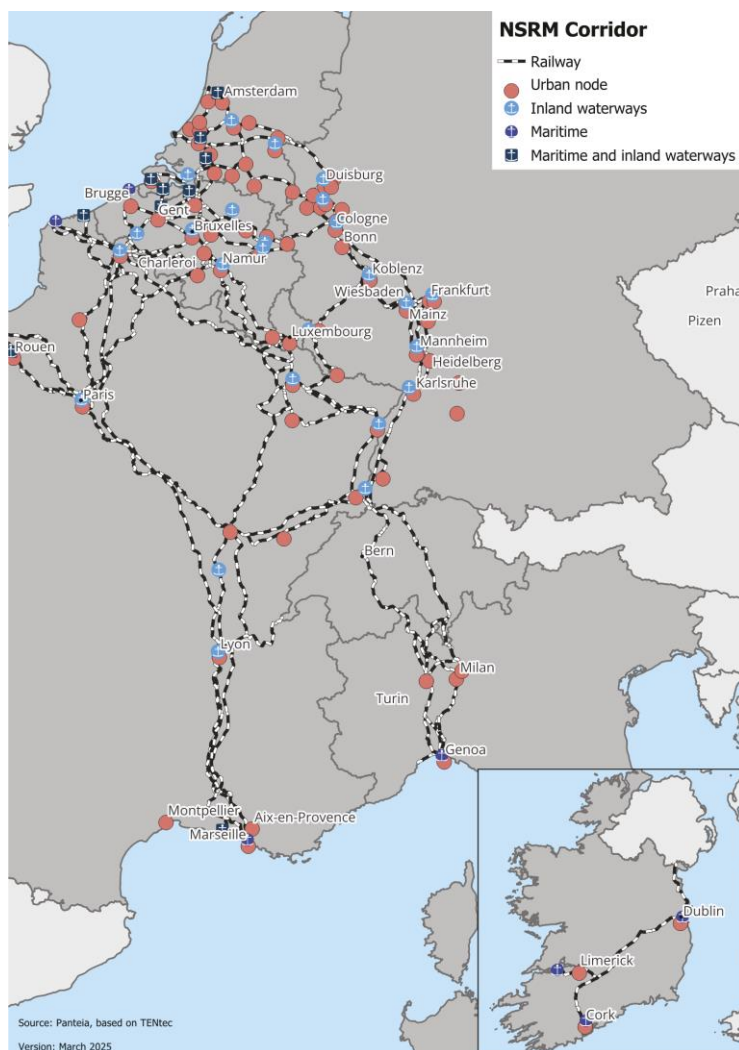 NSRM Corridor
Railway
Urban node
Inland waterways
Maritime
Maritime and inland waterways
Amsterdam
Duisburg
Brugge
Gent
Cologne
Bruxelles
Bonn
Charleroi
Namur
Koblenz
Wiesbaden
Frankfurt
Praha
Mainz
Pizen
Luxembourg
Mannheim
Rouen
Heidelberg
Karlsruhe
Paris
Bern
Lyon
Milan
Turin
Genoa
Montpellier
Aix-en-Provence
Marseille
Dublin
Limerick
Cork
Source: Panteia, based on TENtec
Version: March 2025